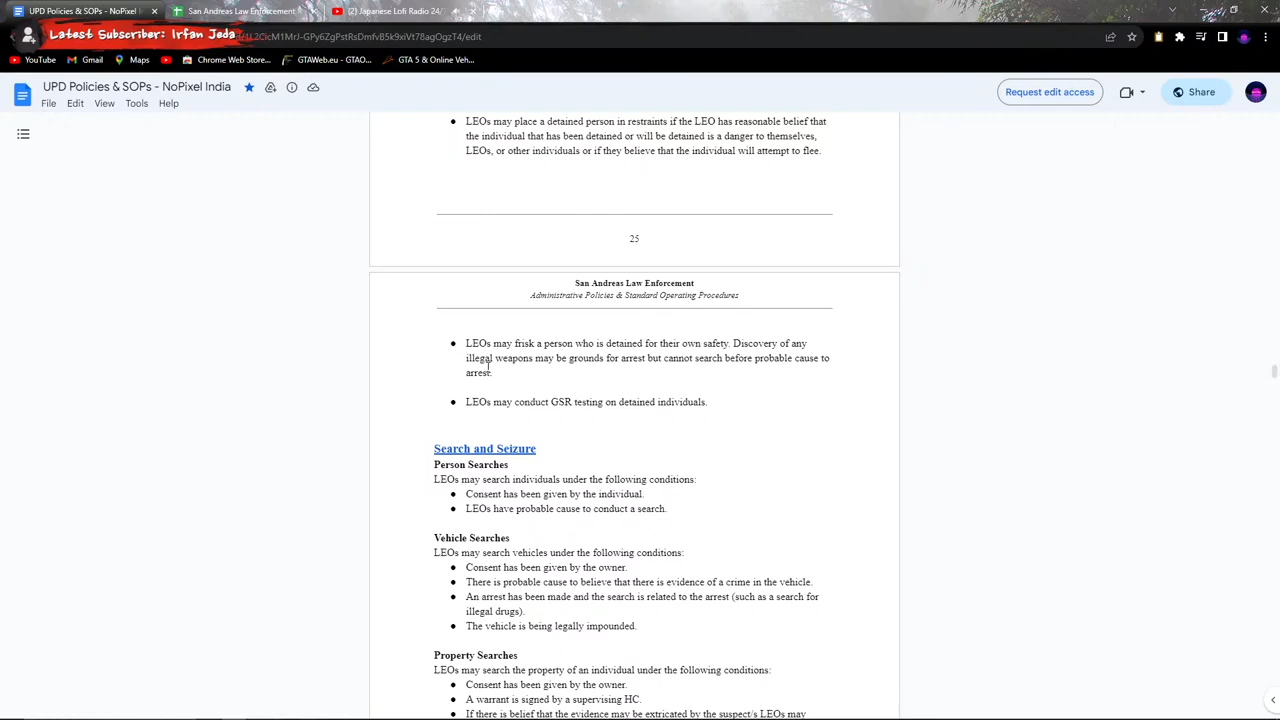 UPD Policies & SOPs - NoPixel I
San Andreas Law Enforcement
(2) Japanese Lofi Radio 24/
Latest Subscriber: Irfan Jeda
1L2CicM1MrJ-GPy6ZgPstRsDmfvB5k9xiVt78agOgzT4/edit
YouTube
Gmail
Maps
Chrome Web Store...
GTAWeb.eu - GTAO...
GTA 5 & Online Veh...
UPD Policies & SOPs - NoPixel India
File Edit View Tools Help
Request edit access
Share
LEOs may place a detained person in restraints if the LEO has reasonable belief that
the individual that has been detained or will be detained is a danger to themselves,
LEOs, or other individuals or if they believe that the individual will attempt to flee.
25
San Andreas Law Enforcement
Administrative Policies & Standard Operating Procedures
● LEOs may frisk a person who is detained for their own safety. Discovery of any
illegal weapons may be grounds for arrest but cannot search before probable cause to
arrest.
● LEOs may conduct GSR testing on detained individuals.
Search and Seizure
Person Searches
LEOs may search individuals under the following conditions:
● Consent has been given by the individual.
● LEOs have probable cause to conduct a search.
Vehicle Searches
LEOs may search vehicles under the following conditions:
● Consent has been given by the owner.
● There is probable cause to believe that there is evidence of a crime in the vehicle.
● An arrest has been made and the search is related to the arrest (such as a search for
illegal drugs).
● The vehicle is being legally impounded.
Property Searches
LEOs may search the property of an individual under the following conditions:
● Consent has been given by the owner.
● A warrant is signed by a supervising HC.
● If there is belief that the evidence may be extricated by the suspect/s LEOs may